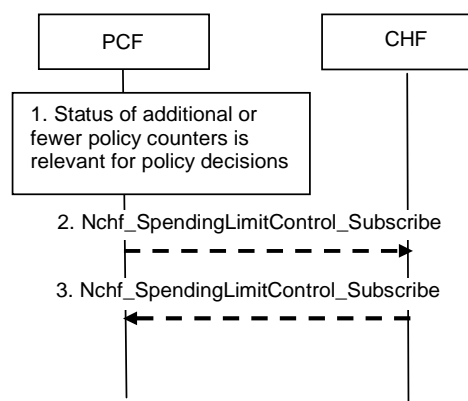 PCF
CHF
1. Status of additional or
fewer policy counters is
relevant for policy decisions
2. Nchf_SpendingLimitControl_Subscribe
3. Nchf_SpendingLimitControl_Subscribe